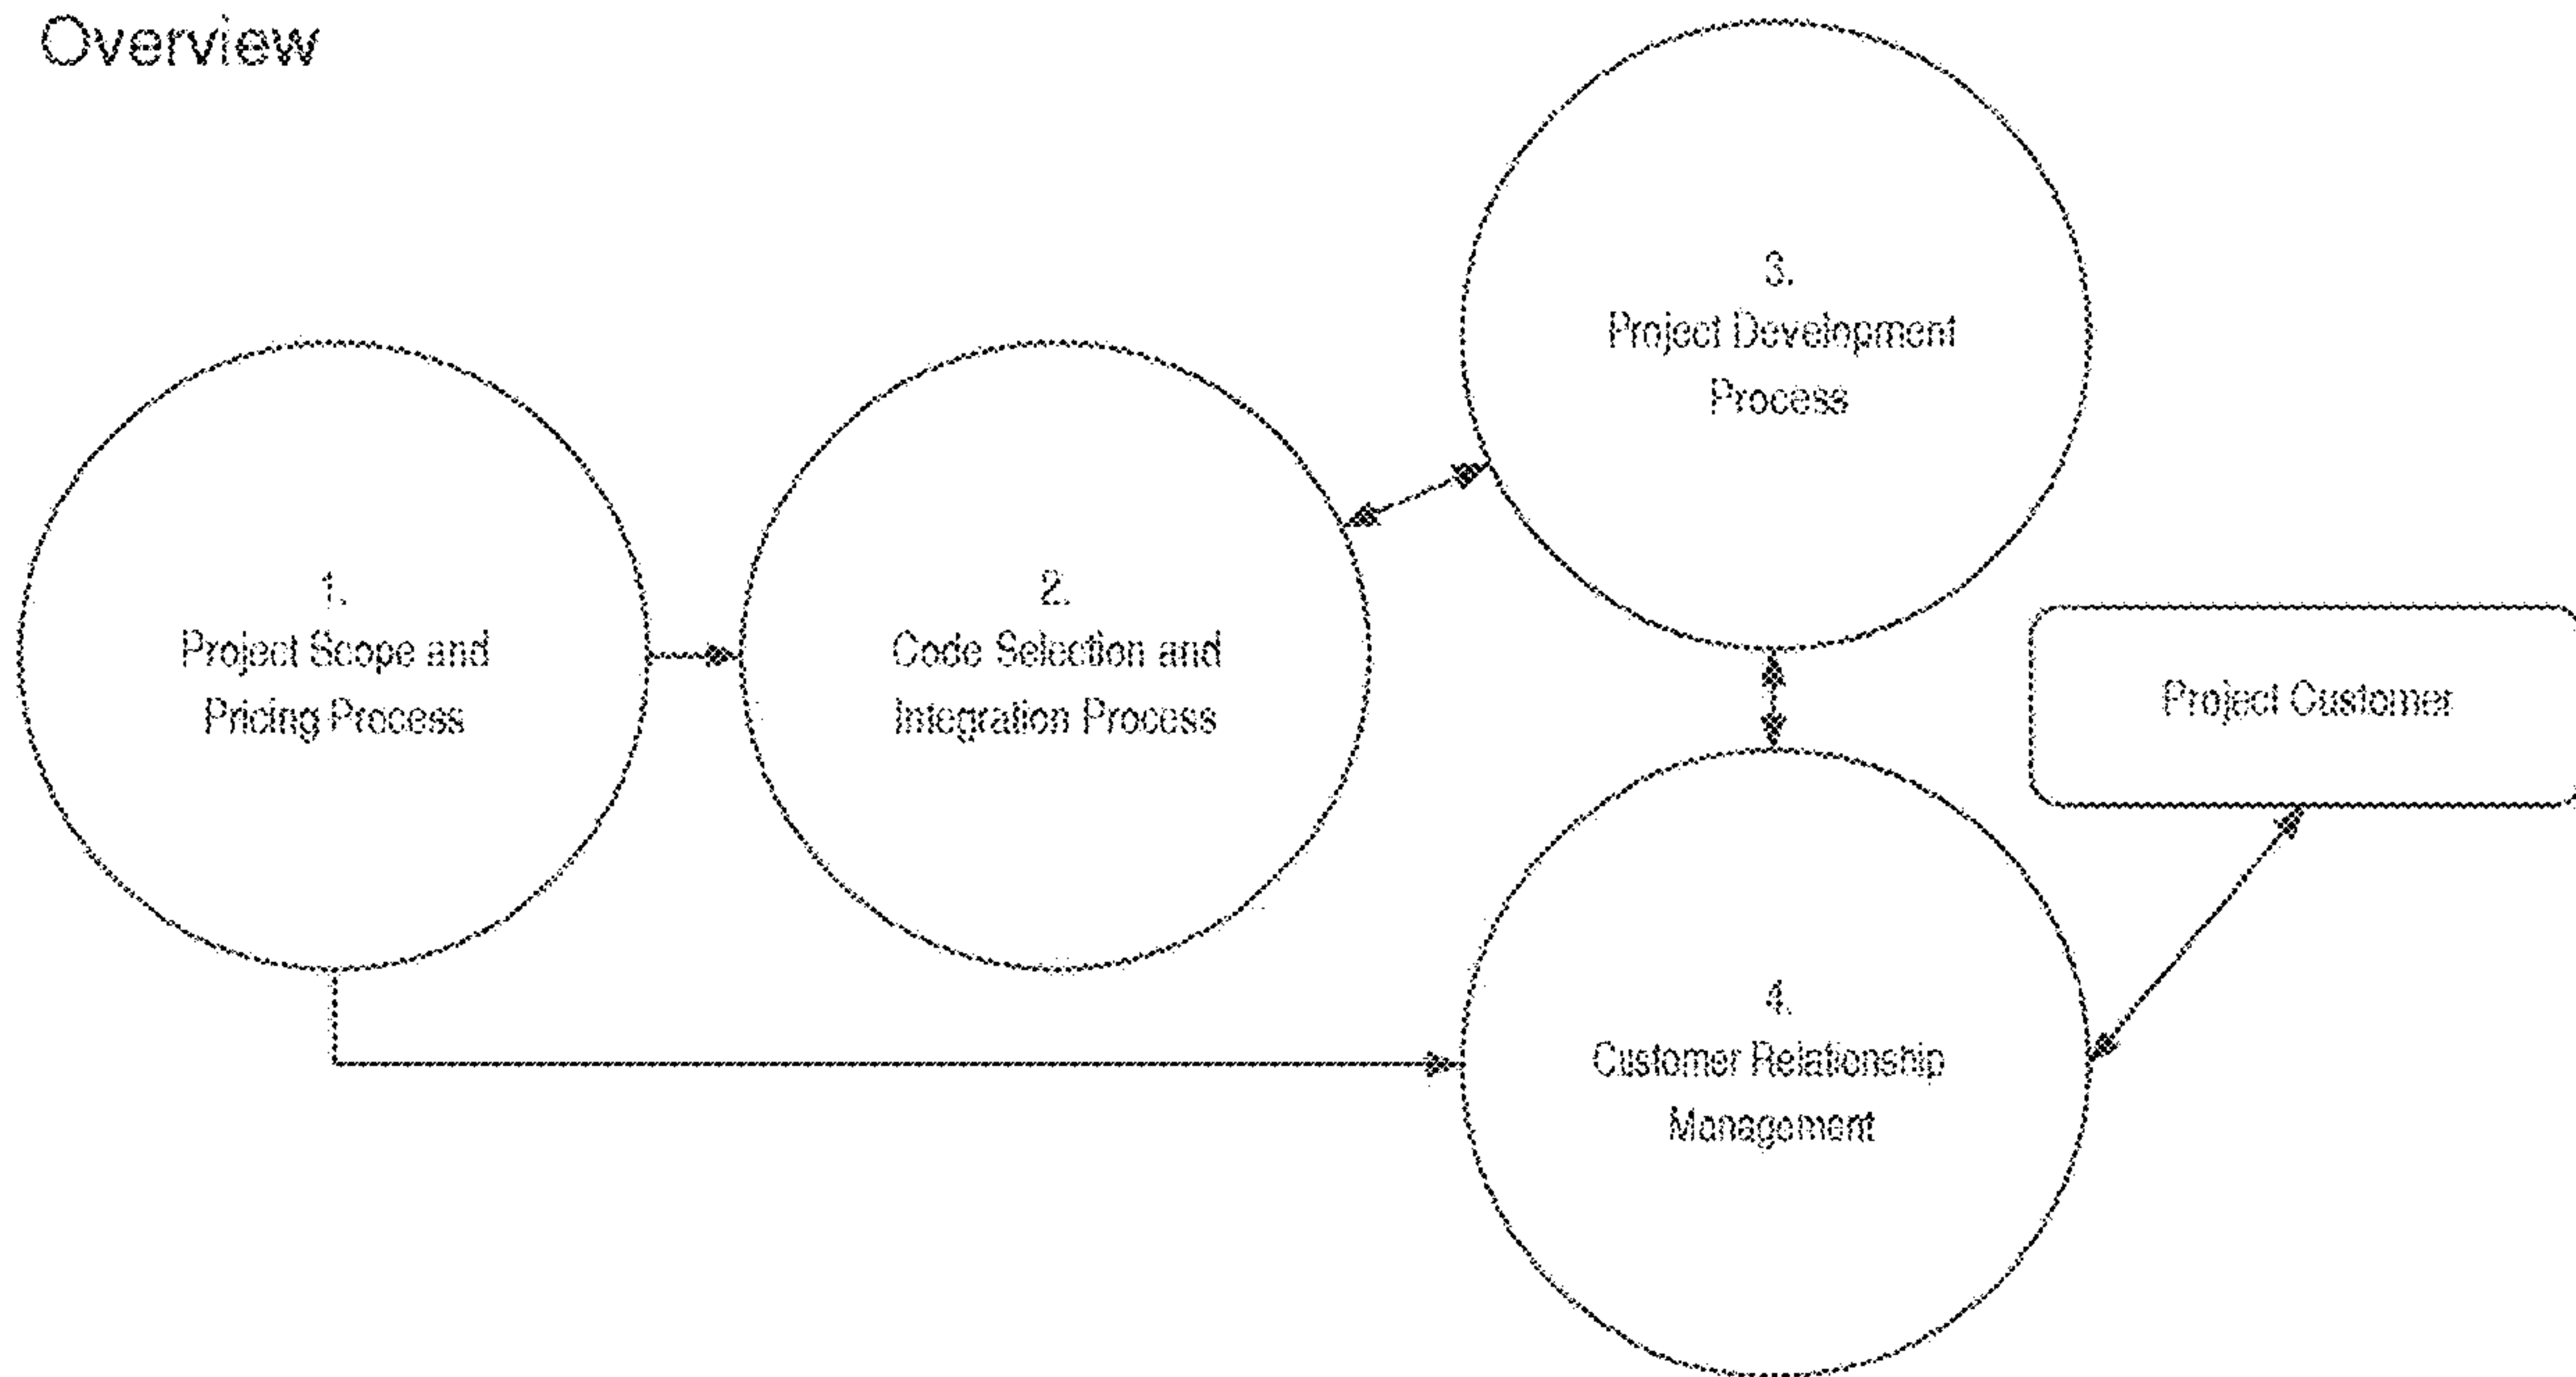 Overview
3.
Project Development
Process
1.
Project Scope and
Pricing Process
2.
Code Selection and
Integration Process
Project Customer
4.
Customer Relationship
Management